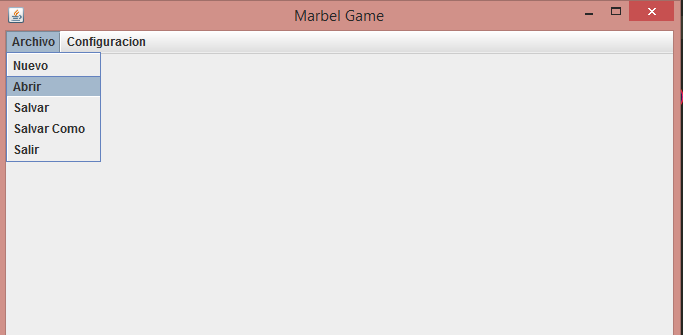 Marbel Game
Archivo Configuracion
Nuevo
Abrir
Salvar
Salvar Como
Salir